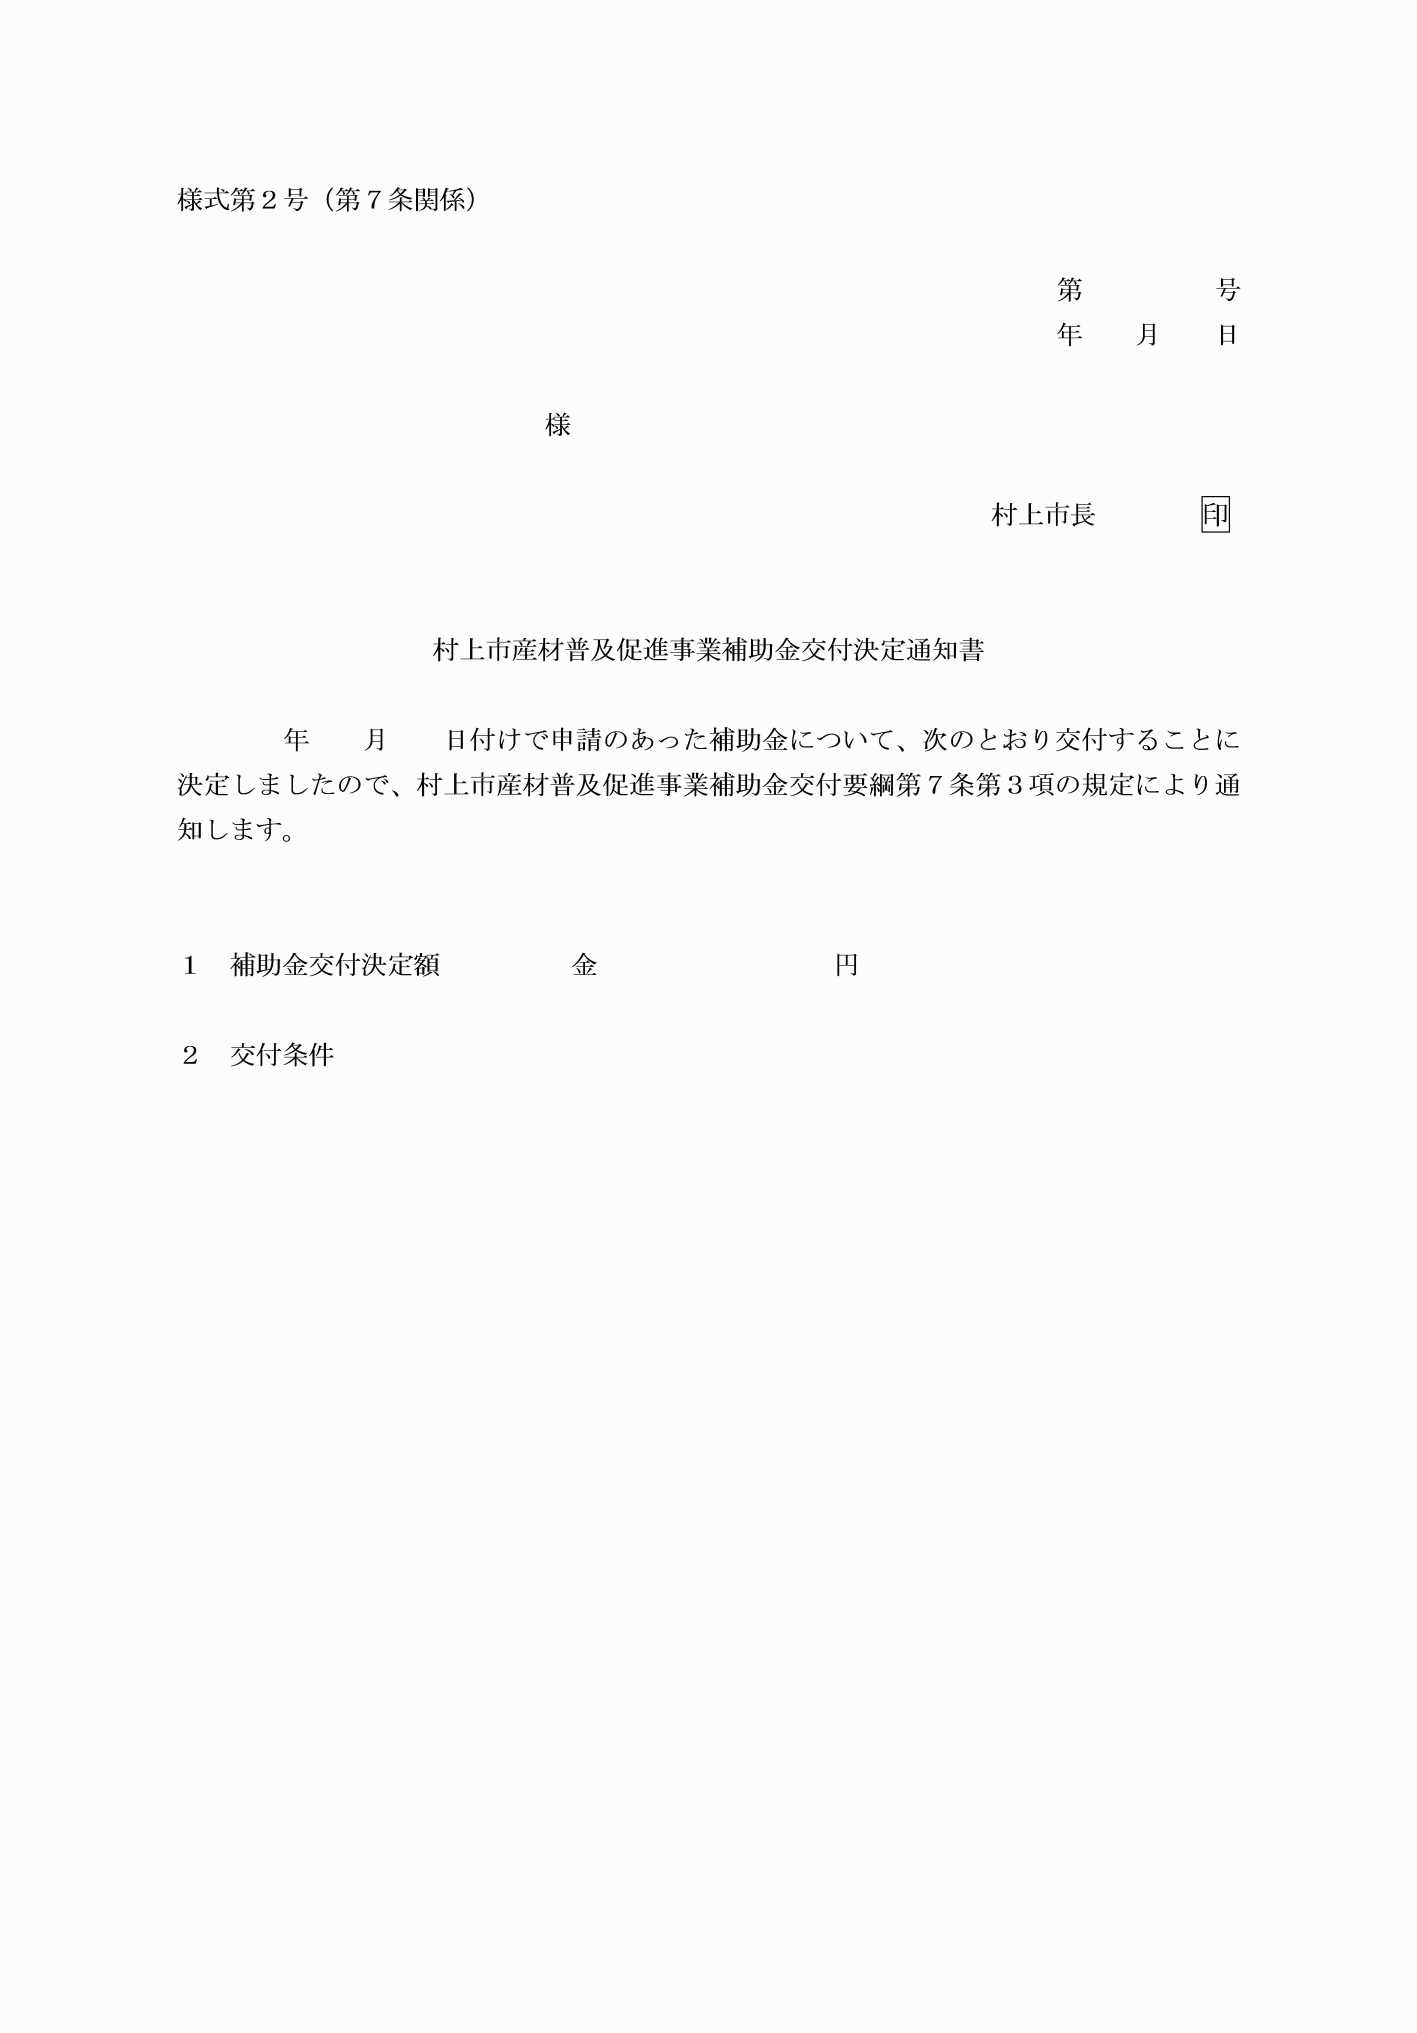 様式第２号（第７条関係）
第　　　　　号
年　　月　　日
様
村上市長　　　　印
村上市産材普及促進事業補助金交付決定通知書
年　　月　　日付けで申請のあった補助金について、次のとおり交付することに
決定しましたので、村上市産材普及促進事業補助金交付要綱第７条第３項の規定により通
知します。
１　補助金交付決定額　　　　　金　　　　　　　　　円
２　交付条件